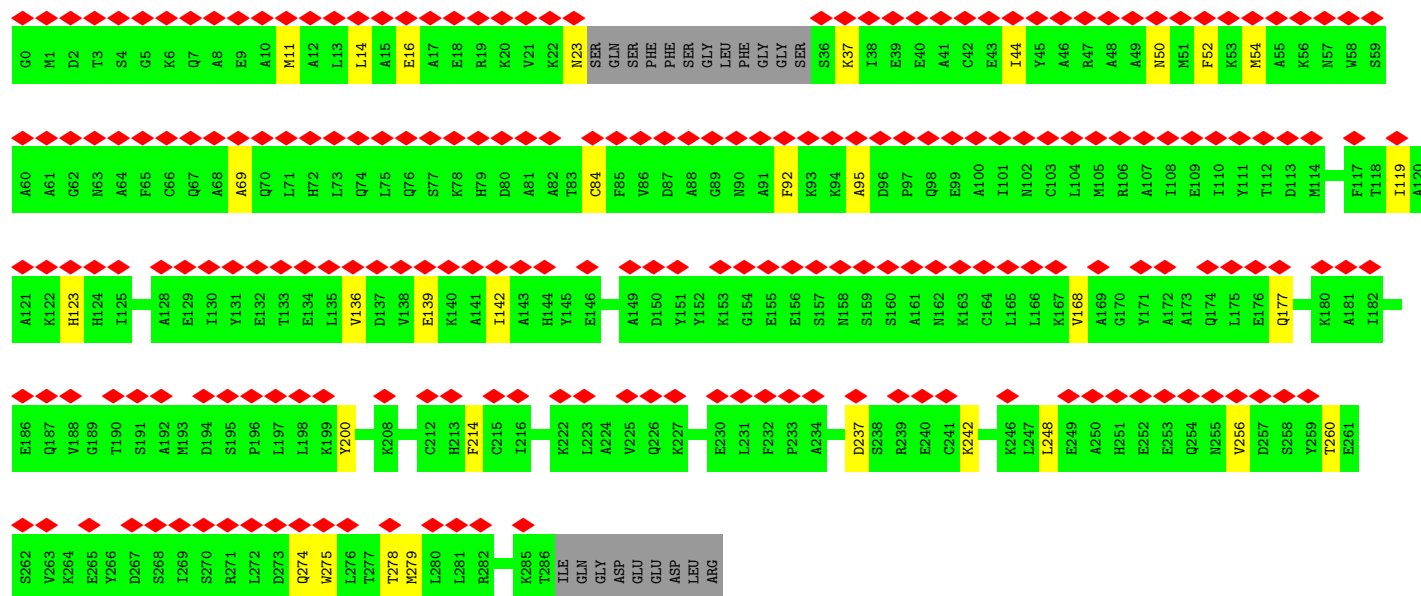 G0 M1 D2 T3 S4 G5 K6 Q7 A8 E9 A10 M11 A12 L13 L14 A15 E16 A17 E18 R19 K20 V21 K22 N23 SER GLN SER PHE PHE SER GLY LEU PHE GLY GLY SER S36 K37 I38 E39 E40 A41 C42 E43 I44 Y45 A46 R47 A48 A49 N50 M51 F52 K53 M54 A55 K56 N57 W58 S59
A60 A61 G62 N63 A64 F65 C66 Q67 A68 A69 Q70 L71 H72 L73 Q74 L75 Q76 S77 K78 H79 D80 A81 A82 T83 C84 F85 V86 D87 A88 G89 N90 A91 F92 K93 K94 A95 D96 P97 Q98 E99 A100 I101 N102 C103 L104 M105 R106 A107 I108 E109 I110 Y111 T112 D113 M114 F117 T118 I119 A120
A121 K122 H123 H124 I125 A128 E129 I130 Y131 E132 T133 E134 L135 V136 D137 V138 E139 K140 A141 I142 A143 H144 Y145 E146 A149 D150 Y151 Y152 K153 G154 E155 E156 S157 N158 S159 S160 A161 N162 K163 C164 L165 L166 K167 V168 A169 G170 Y171 A172 A173 Q174 L175 E176 Q177 K180 A181 I182
E186 Q187 V188 G189 T190 S191 A192 M193 D194 S195 P196 L197 L198 K199 Y200 K208 C212 H213 F214 C215 I216 K222 L223 A224 V225 Q226 K227 E230 L231 F232 P233 A234 D237 S238 R239 E240 C241 K242 K246 L247 L248 E249 A250 H251 E252 E253 Q254 N255 V256 D257 S258 Y259 T260 E261
S262 V263 K264 E265 Y266 D267 S268 I269 S270 R271 L272 D273 Q274 W275 L276 T277 T278 M279 L280 L281 R282 K285 T286 ILE GLN GLY ASP GLU GLU ASP LEU ARG